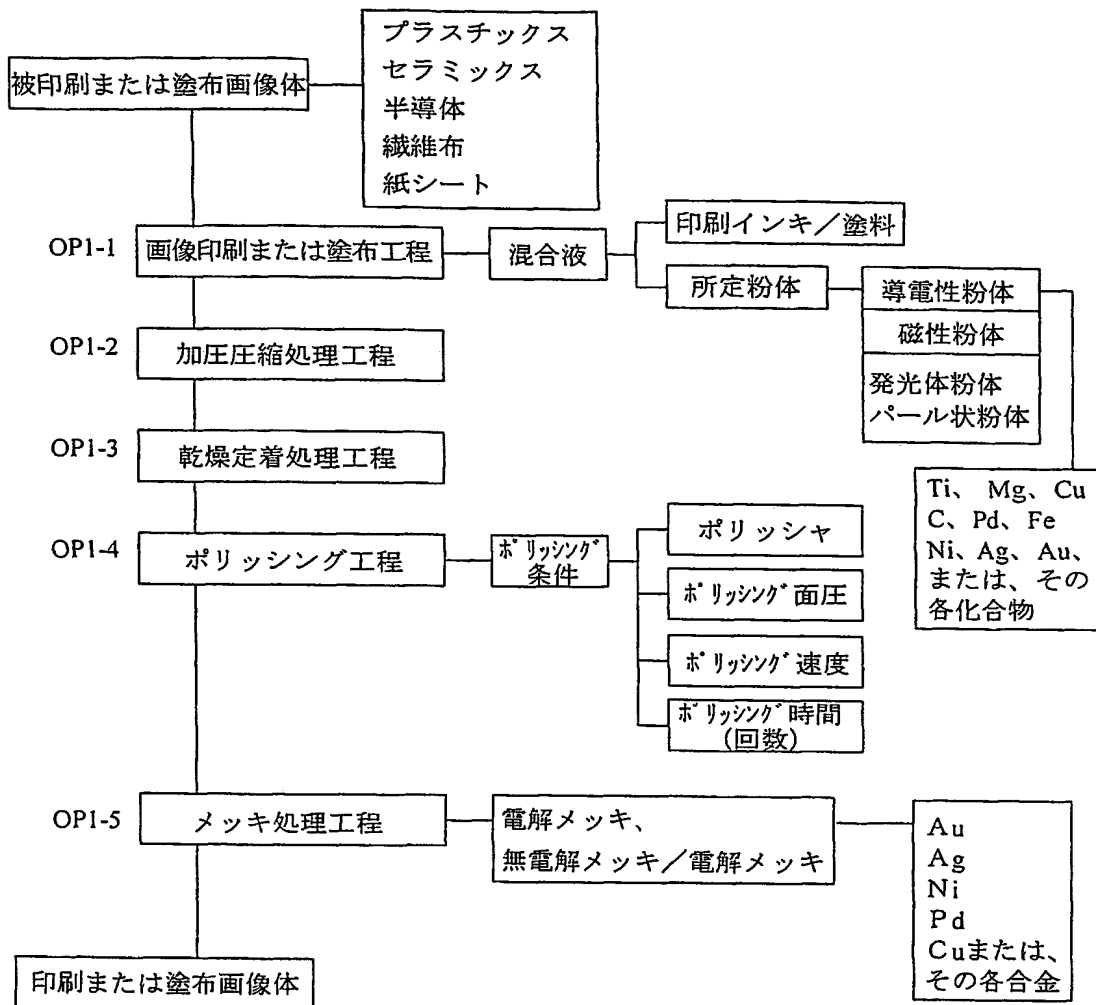 被印刷または塗布画像体
プラスチックス
セラミックス
半導体
繊維布
紙シート
OP1-1
画像印刷または塗布工程
混合液
印刷インキ／塗料
所定粉体
導電性粉体
磁性粉体
発光体粉体
パール状粉体
OP1-2
加圧圧縮処理工程
OP1-3
乾燥定着処理工程
Ti、 Mg、Cu
C、Pd、Fe
Ni、Ag、Au、
または、その
各化合物
OP1-4
ポリッシング工程
ﾎﾟﾘｯｼﾝｸﾞ
条件
ポリッシャ
ﾎﾟﾘｯｼﾝｸﾞ面圧
ﾎﾟﾘｯｼﾝｸﾞ速度
ﾎﾟﾘｯｼﾝｸﾞ時間
(回数)
OP1-5
メッキ処理工程
電解メッキ、
無電解メッキ／電解メッキ
Au
Ag
Ni
Pd
Cuまたは、
その各合金
印刷または塗布画像体